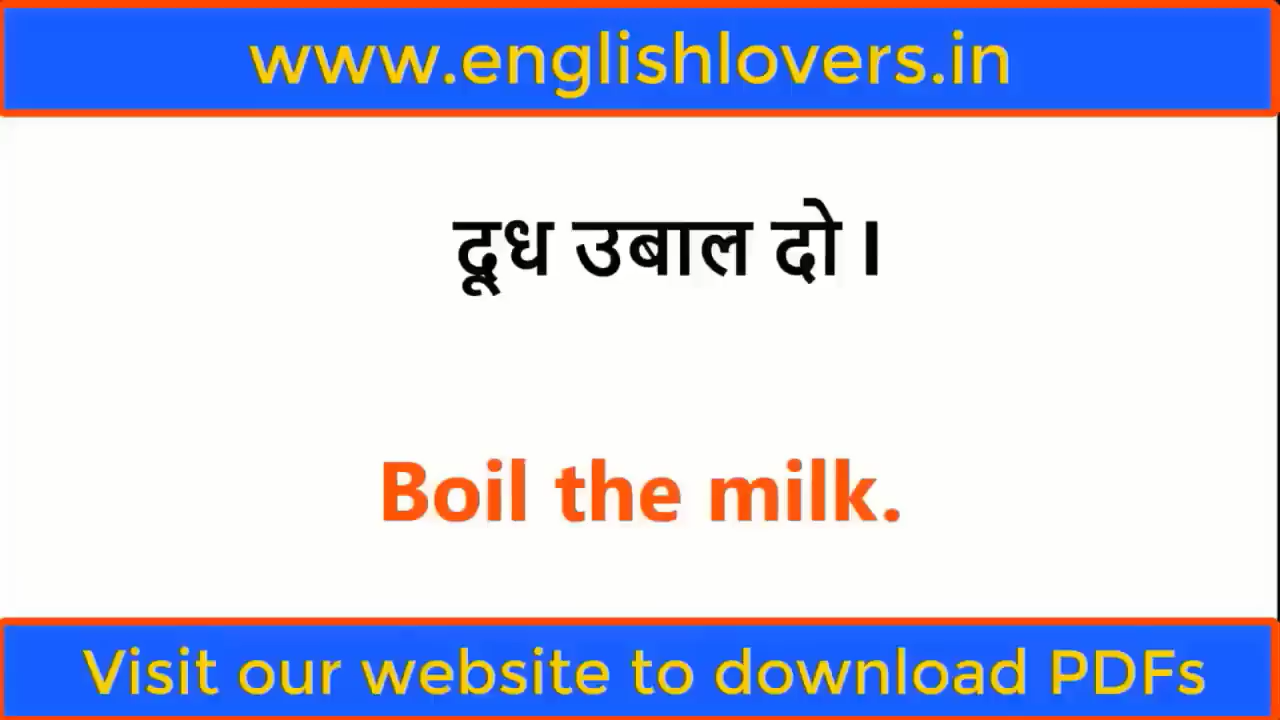 www.englishlovers.in
दूध उबाल दो।
Boil the milk.
Visit our website to download PDFs